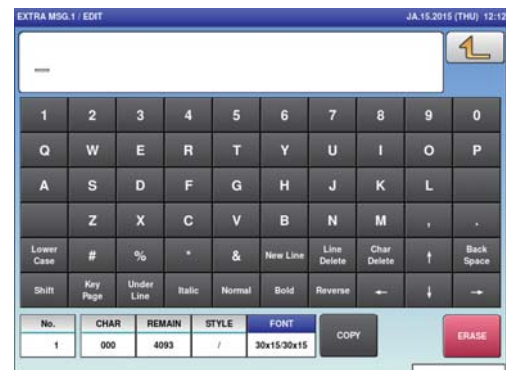 EXTRA MSG.1 / EDIT JA.15.2015 (THU) 12:12
1 2 3 4 5 6 7 8 9 0
Q W E R T Y U I O P
A S D F G H J K L
Z X C V B N M , .
Lower Case # % * & New Line Line Delete Char Delete ↑ Back Space
Shift Key Page Under Line Italic Normal Bold Reverse ← ↓ →
No. CHAR REMAIN STYLE FONT COPY ERASE
1 000 4093 / 30x15/30x15